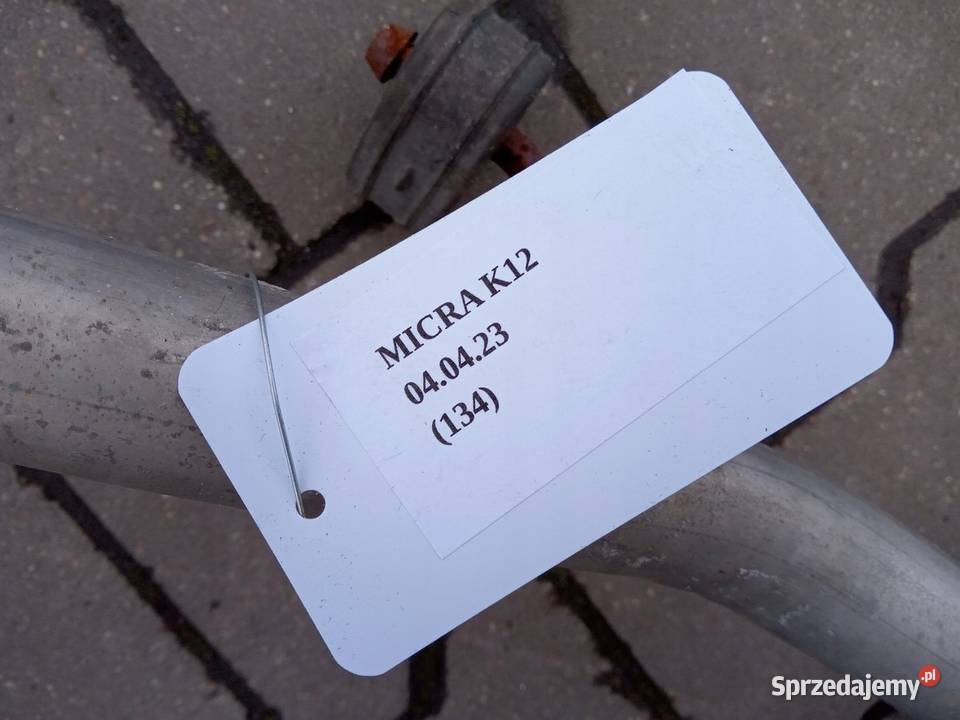 MICRA K12
04.04.23
(134)
Sprzedajemy.pl